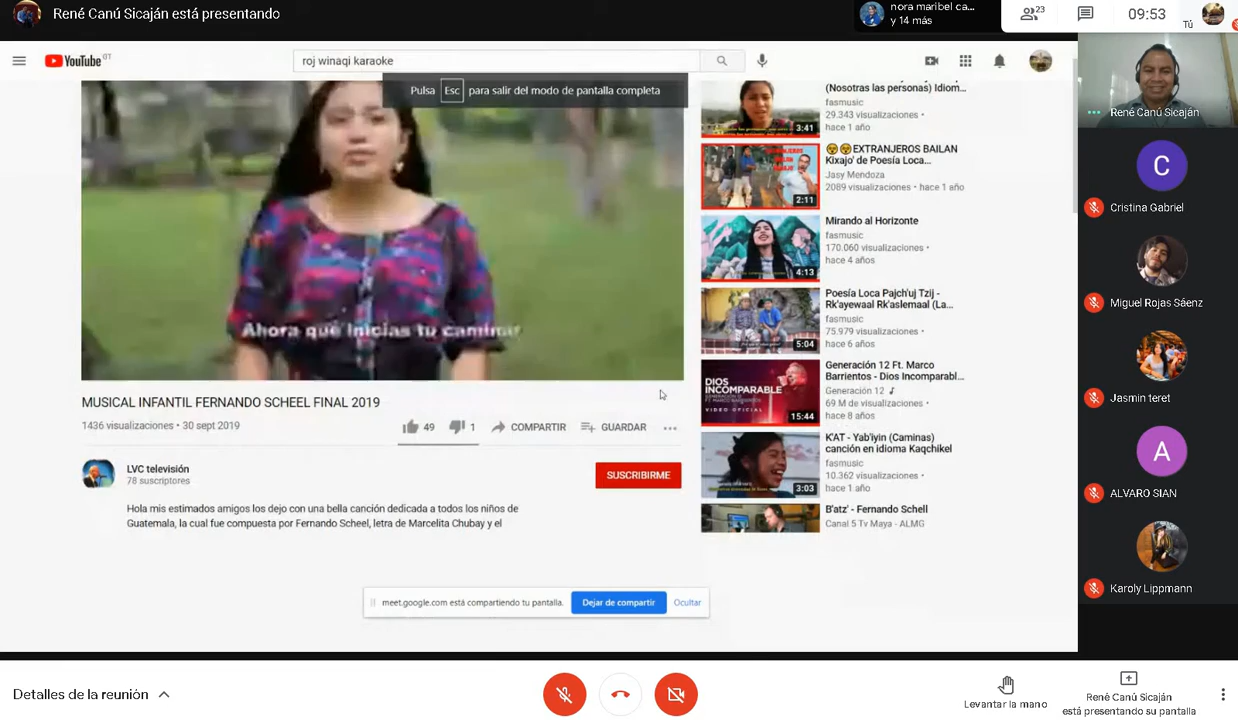 René Canú Sicaján está presentando
nora maribel ca...
y 14 más
23
09:53
Tú
YouTube GT
roj winaqi karaoke
Pulsa Esc para salir del modo de pantalla completa
Ahora que inicias tu caminar
MUSICAL INFANTIL FERNANDO SCHEEL FINAL 2019
1436 visualizaciones • 30 sept 2019
49
1
COMPARTIR
GUARDAR
LVC televisión
78 suscriptores
SUSCRIBIRME
Hola mis estimados amigos los dejo con una bella canción dedicada a todos los niños de
Guatemala, la cual fue compuesta por Fernando Scheel, letra de Marcelita Chubay y el
(Nosotras las personas) Idiom...
fasmusic
29.343 visualizaciones •
hace 1 año
3:41
EXTRANJEROS BAILAN
Kixajo' de Poesía Loca...
Jasy Mendoza
2089 visualizaciones • hace 1 año
2:11
Mirando al Horizonte
fasmusic
170.060 visualizaciones •
hace 4 años
4:13
Poesía Loca Pajch'uj Tzij -
Rk'ayewaal Rk'aslemaal (La...
fasmusic
75.979 visualizaciones •
hace 6 años
5:04
Generación 12 Ft. Marco
Barrientos - Dios Incomparabl...
Generación 12
69 M de visualizaciones •
hace 8 años
DIOS
INCOMPARABLE
VIDEO OFICIAL
15:44
K'AT - Yab'iyin (Caminas)
canción en idioma Kaqchikel
fasmusic
10.362 visualizaciones •
hace 1 año
3:03
B'atz' - Fernando Schell
Canal 5 Tv Maya - ALMG
meet.google.com está compartiendo tu pantalla.
Dejar de compartir
Ocultar
René Canú Sicaján
C
Cristina Gabriel
Miguel Rojas Sáenz
Jasmin teret
A
ALVARO SIAN
Karoly Lippmann
Detalles de la reunión
Levantar la mano
René Canú Sicaján
está presentando su pantalla